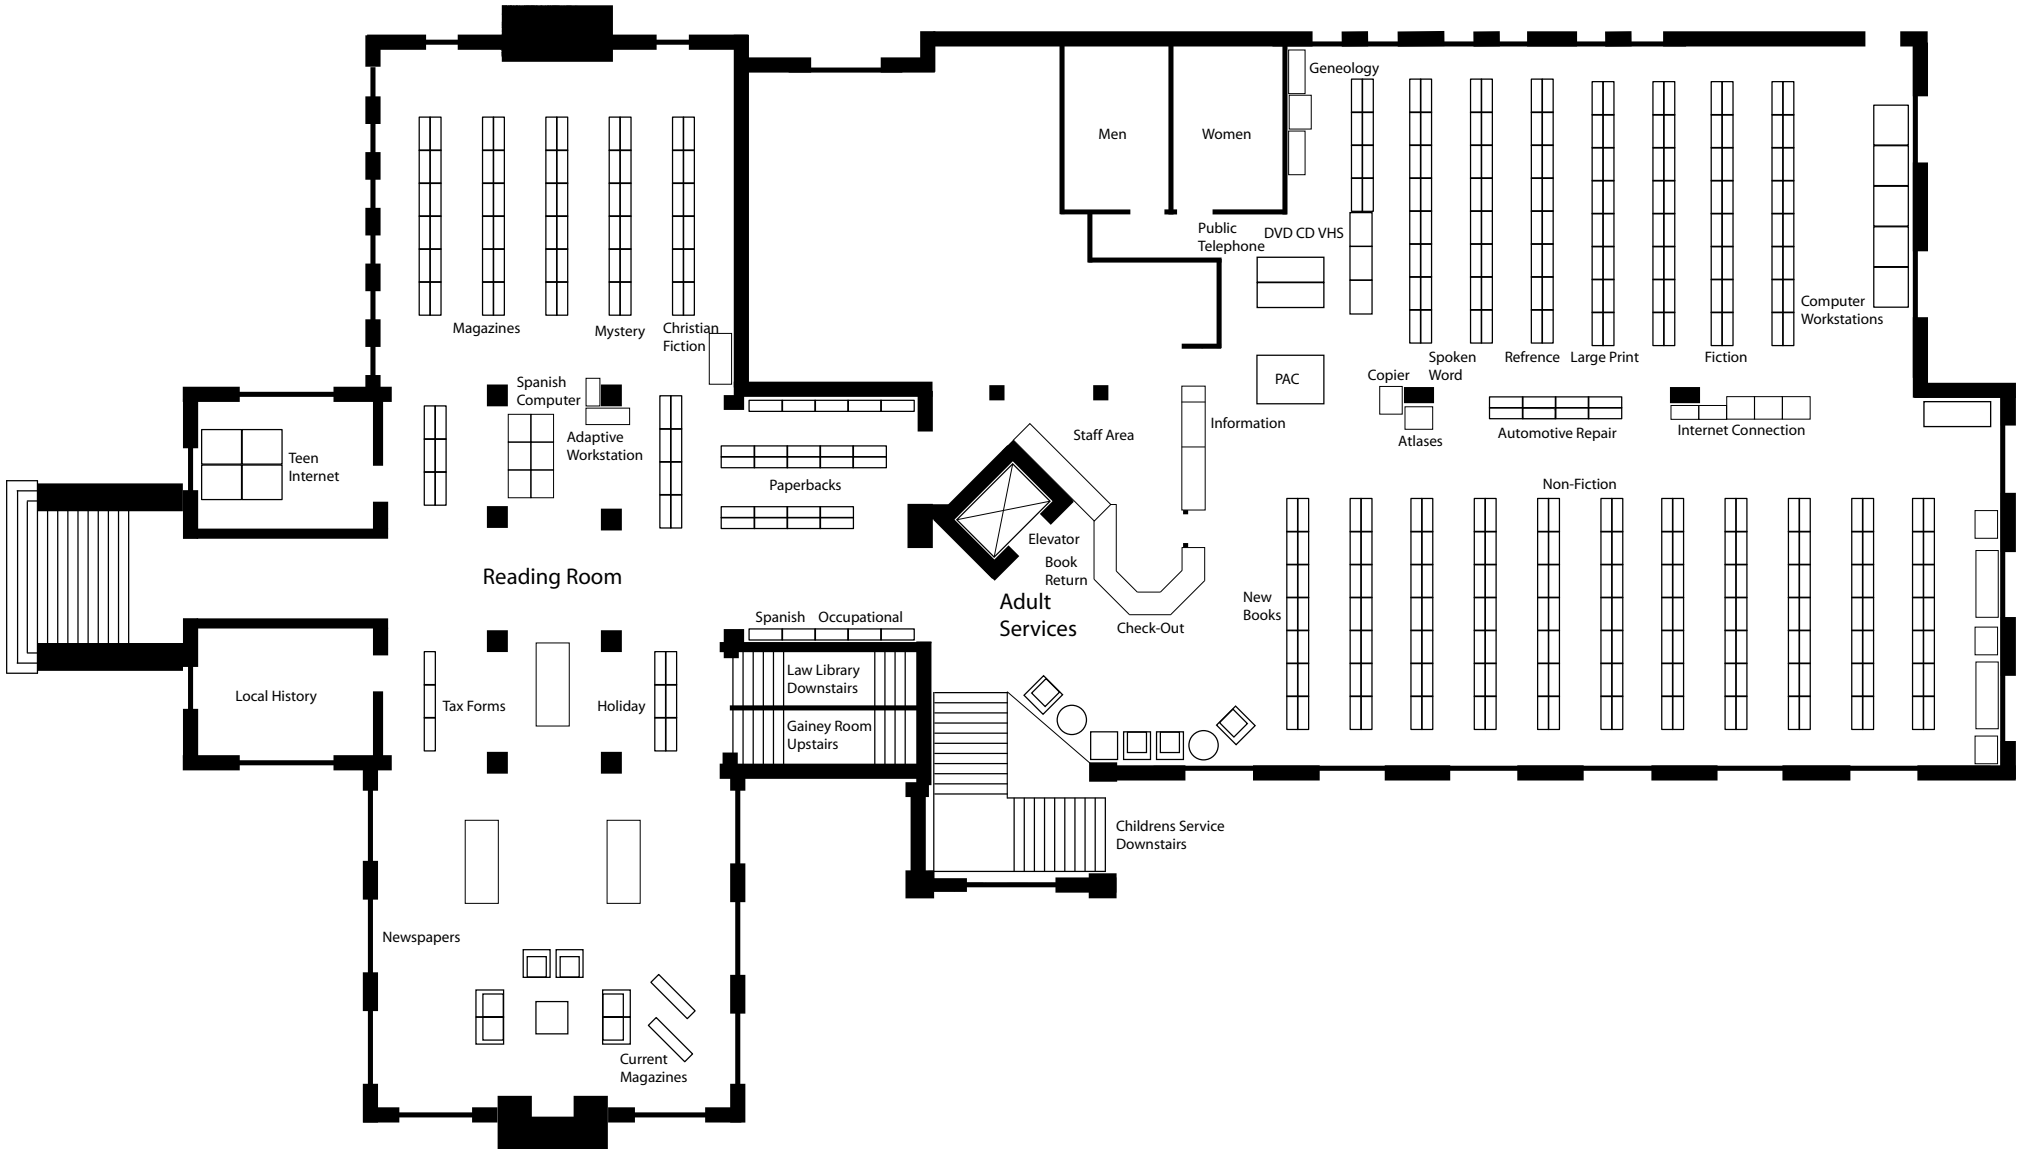 Geneology
Men
Women
Public
Telephone
DVD CD VHS
Computer
Workstations
Magazines
Mystery
Christian
Fiction
Spoken
Word
Refrence
Large Print
Fiction
Spanish
Computer
PAC
Copier
Adaptive
Workstation
Teen
Internet
Staff Area
Information
Atlases
Automotive Repair
Internet Connection
Paperbacks
Non-Fiction
Elevator
Book
Return
Reading Room
Adult
Services
New
Books
Spanish
Occupational
Check-Out
Law Library
Downstairs
Local History
Tax Forms
Holiday
Gainey Room
Upstairs
Childrens Service
Downstairs
Newspapers
Current
Magazines